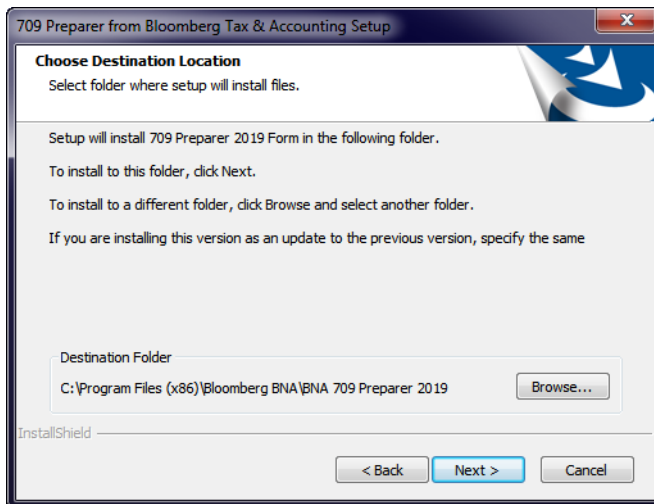 709 Preparer from Bloomberg Tax & Accounting Setup
X
Choose Destination Location
Select folder where setup will install files.
Setup will install 709 Preparer 2019 Form in the following folder.
To install to this folder, click Next.
To install to a different folder, click Browse and select another folder.
If you are installing this version as an update to the previous version, specify the same
Destination Folder
C:\Program Files (x86)\Bloomberg BNA\BNA 709 Preparer 2019
Browse...
InstallShield
< Back
Next >
Cancel